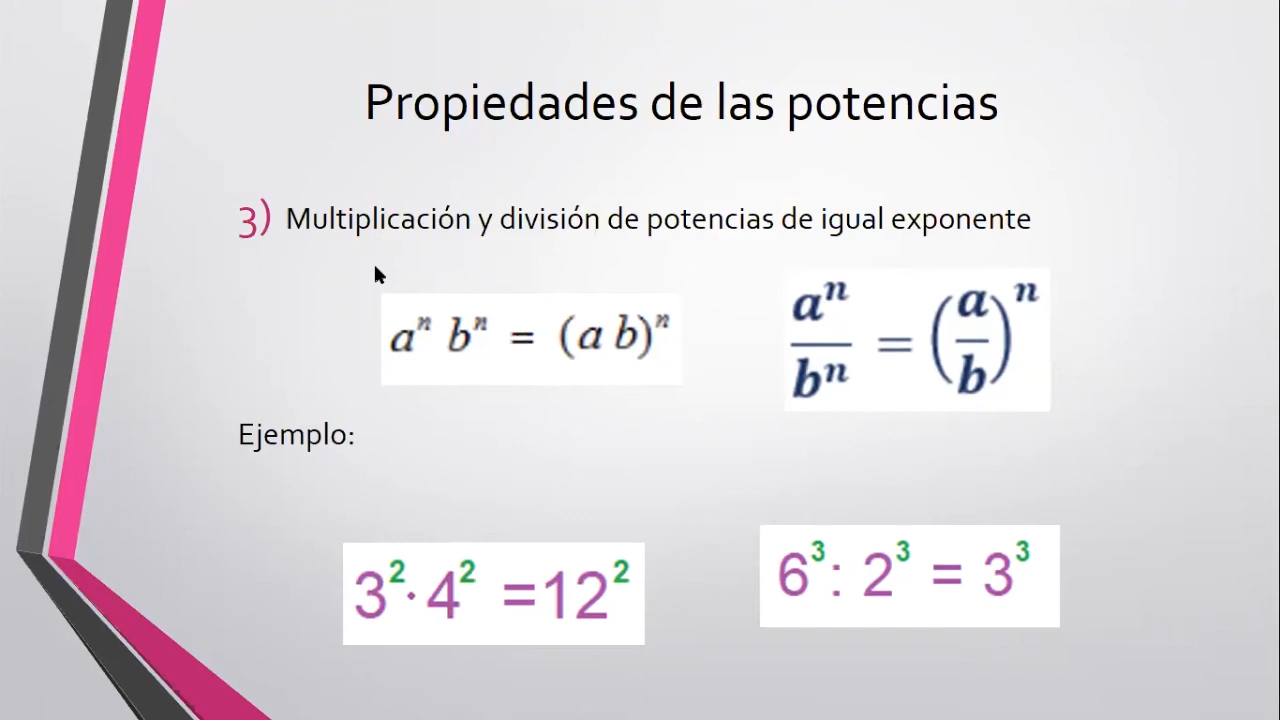 Propiedades de las potencias
3) Multiplicación y división de potencias de igual exponente
aⁿ bⁿ = (a b)ⁿ
aⁿ/bⁿ = (a/b)ⁿ
Ejemplo:
3²·4² =12²
6³: 2³ = 3³